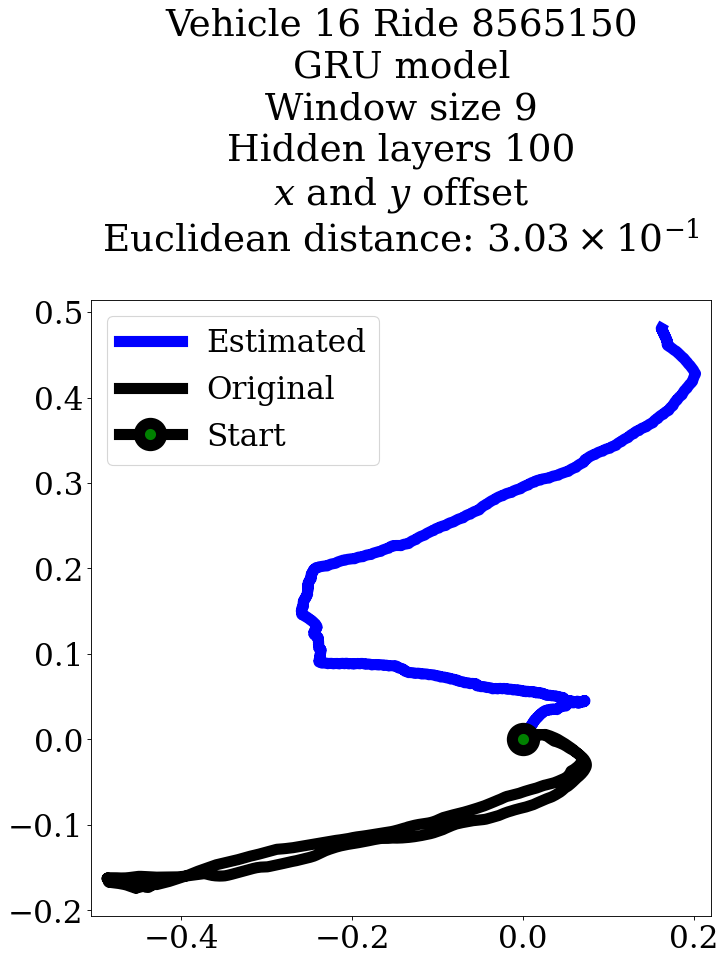 Vehicle 16 Ride 8565150
GRU model
Window size 9
Hidden layers 100
x and y offset
Euclidean distance: 3.03 × 10⁻¹
Estimated
Original
Start
0.5
0.4
0.3
0.2
0.1
0.0
−0.1
−0.2
−0.4 −0.2 0.0 0.2